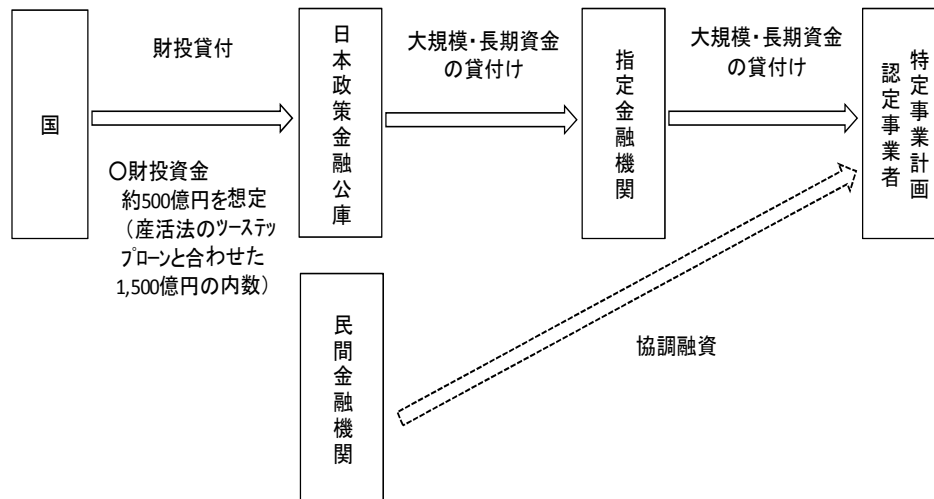 国
財投貸付
〇財投資金
約500億円を想定
(産活法のツーステッ
プローンと合わせた
1,500億円の内数)
日本政策金融公庫
大規模・長期資金
の貸付け
指定金融機関
大規模・長期資金
の貸付け
特定事業計画
認定事業者
民間金融機関
協調融資